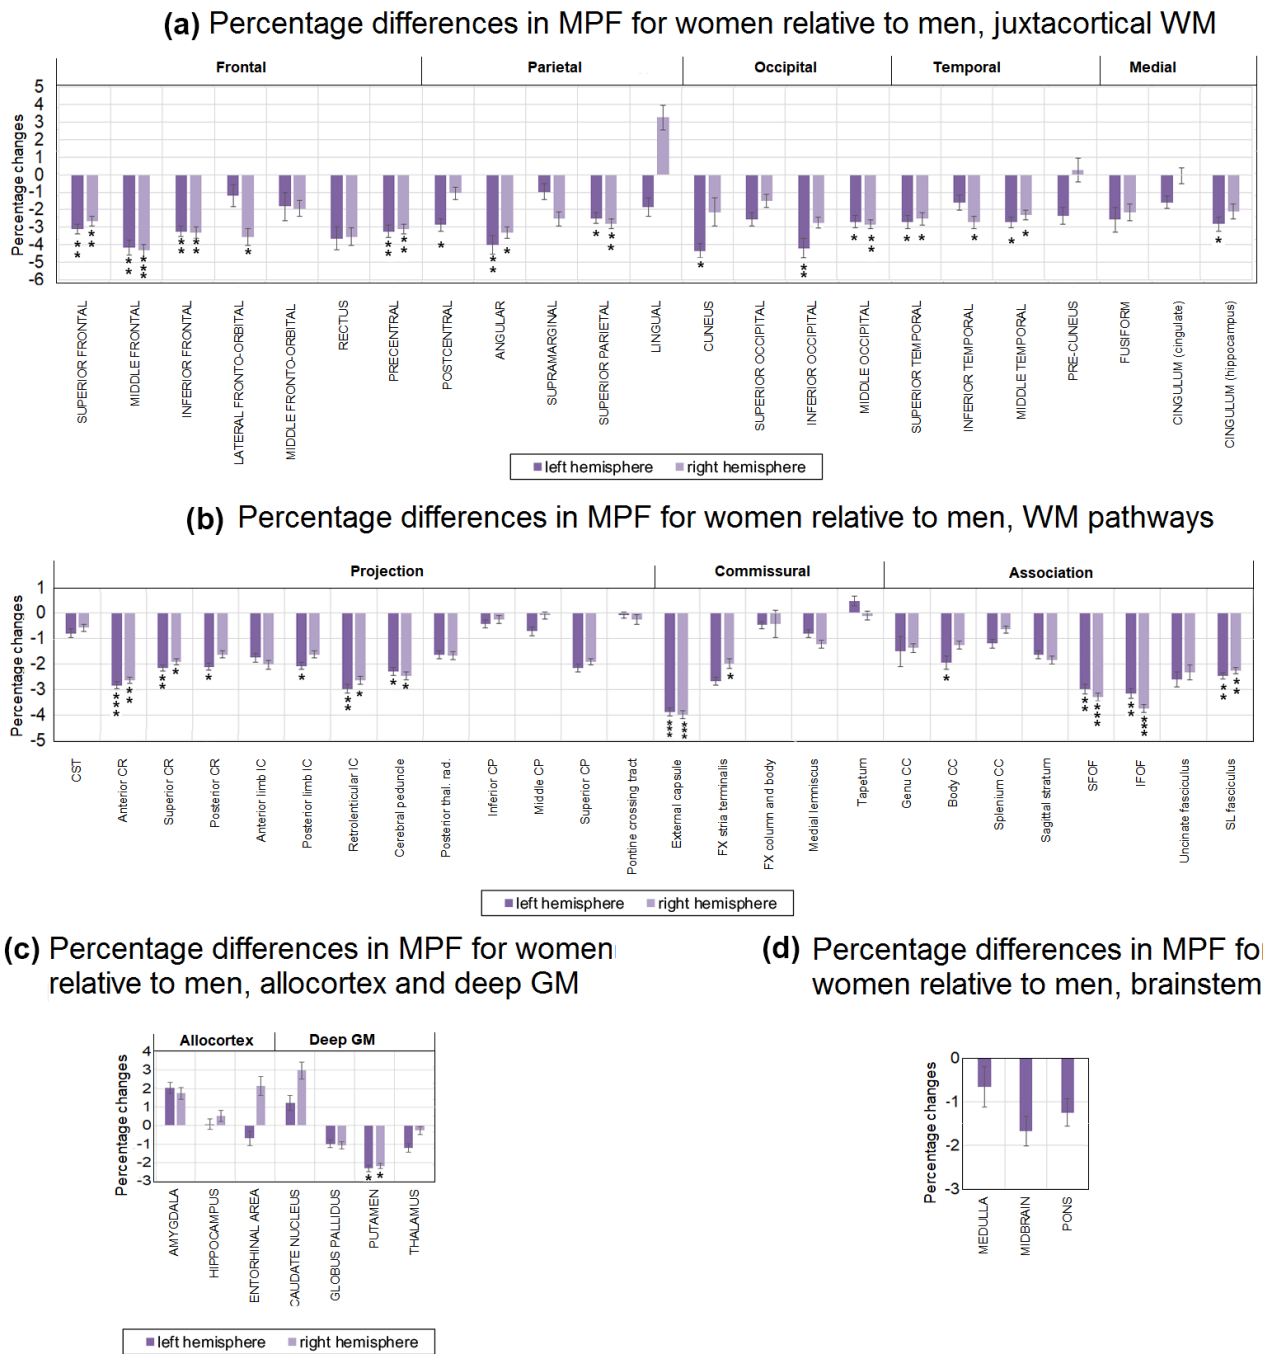 (a) Percentage differences in MPF for women relative to men, juxtacortical WM
Frontal Parietal Occipital Temporal Medial
Percentage changes
5
4
3
2
1
0
-1
-2
-3
-4
-5
-6
SUPERIOR FRONTAL
MIDDLE FRONTAL
INFERIOR FRONTAL
LATERAL FRONTO-ORBITAL
MIDDLE FRONTO-ORBITAL
RECTUS
PRECENTRAL
POSTCENTRAL
ANGULAR
SUPRAMARGINAL
SUPERIOR PARIETAL
LINGUAL
CUNEUS
SUPERIOR OCCIPITAL
INFERIOR OCCIPITAL
MIDDLE OCCIPITAL
SUPERIOR TEMPORAL
INFERIOR TEMPORAL
MIDDLE TEMPORAL
PRE-CUNEUS
FUSIFORM
CINGULUM (cingulate)
CINGULUM (hippocampus)
left hemisphere right hemisphere
(b) Percentage differences in MPF for women relative to men, WM pathways
Projection Commissural Association
Percentage changes
1
0
-1
-2
-3
-4
-5
CST
Anterior CR
Superior CR
Posterior CR
Anterior limb IC
Posterior limb IC
Retrolenticular IC
Cerebral peduncle
Posterior thal. rad.
Inferior CP
Middle CP
Superior CP
Pontine crossing tract
External capsule
FX stria terminalis
FX column and body
Medial lemniscus
Tapetum
Genu CC
Body CC
Splenium CC
Sagittal stratum
SFOF
IFOF
Uncinate fasciculus
SL fasciculus
left hemisphere right hemisphere
(c) Percentage differences in MPF for women
relative to men, allocortex and deep GM
Allocortex Deep GM
Percentage changes
4
3
2
1
0
-1
-2
-3
AMYGDALA
HIPPOCAMPUS
ENTORHINAL AREA
CAUDATE NUCLEUS
GLOBUS PALLIDUS
PUTAMEN
THALAMUS
left hemisphere right hemisphere
(d) Percentage differences in MPF for
women relative to men, brainstem
Percentage changes
0
-1
-2
-3
MEDULLA
MIDBRAIN
PONS